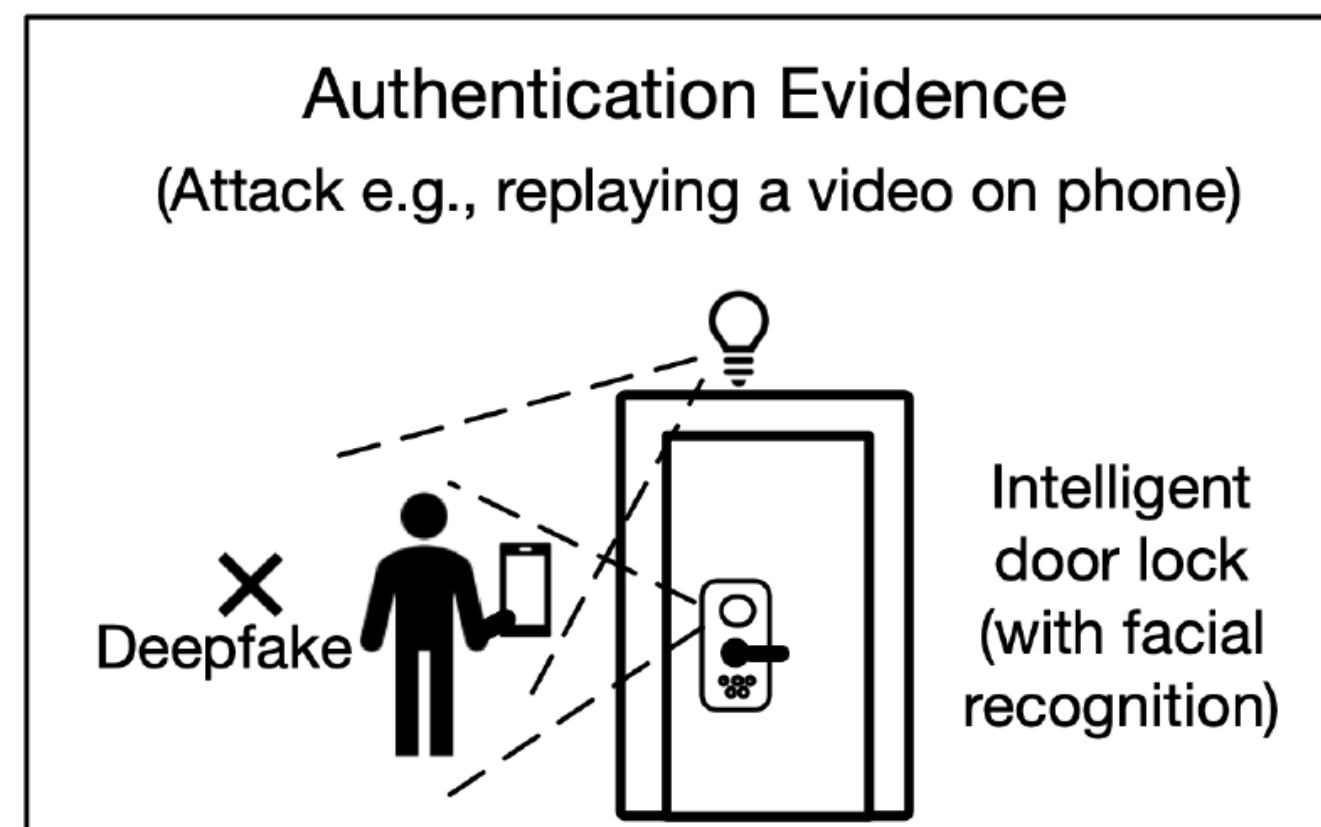 Authentication Evidence
(Attack e.g., replaying a video on phone)
Deepfake
Intelligent
door lock
(with facial
recognition)